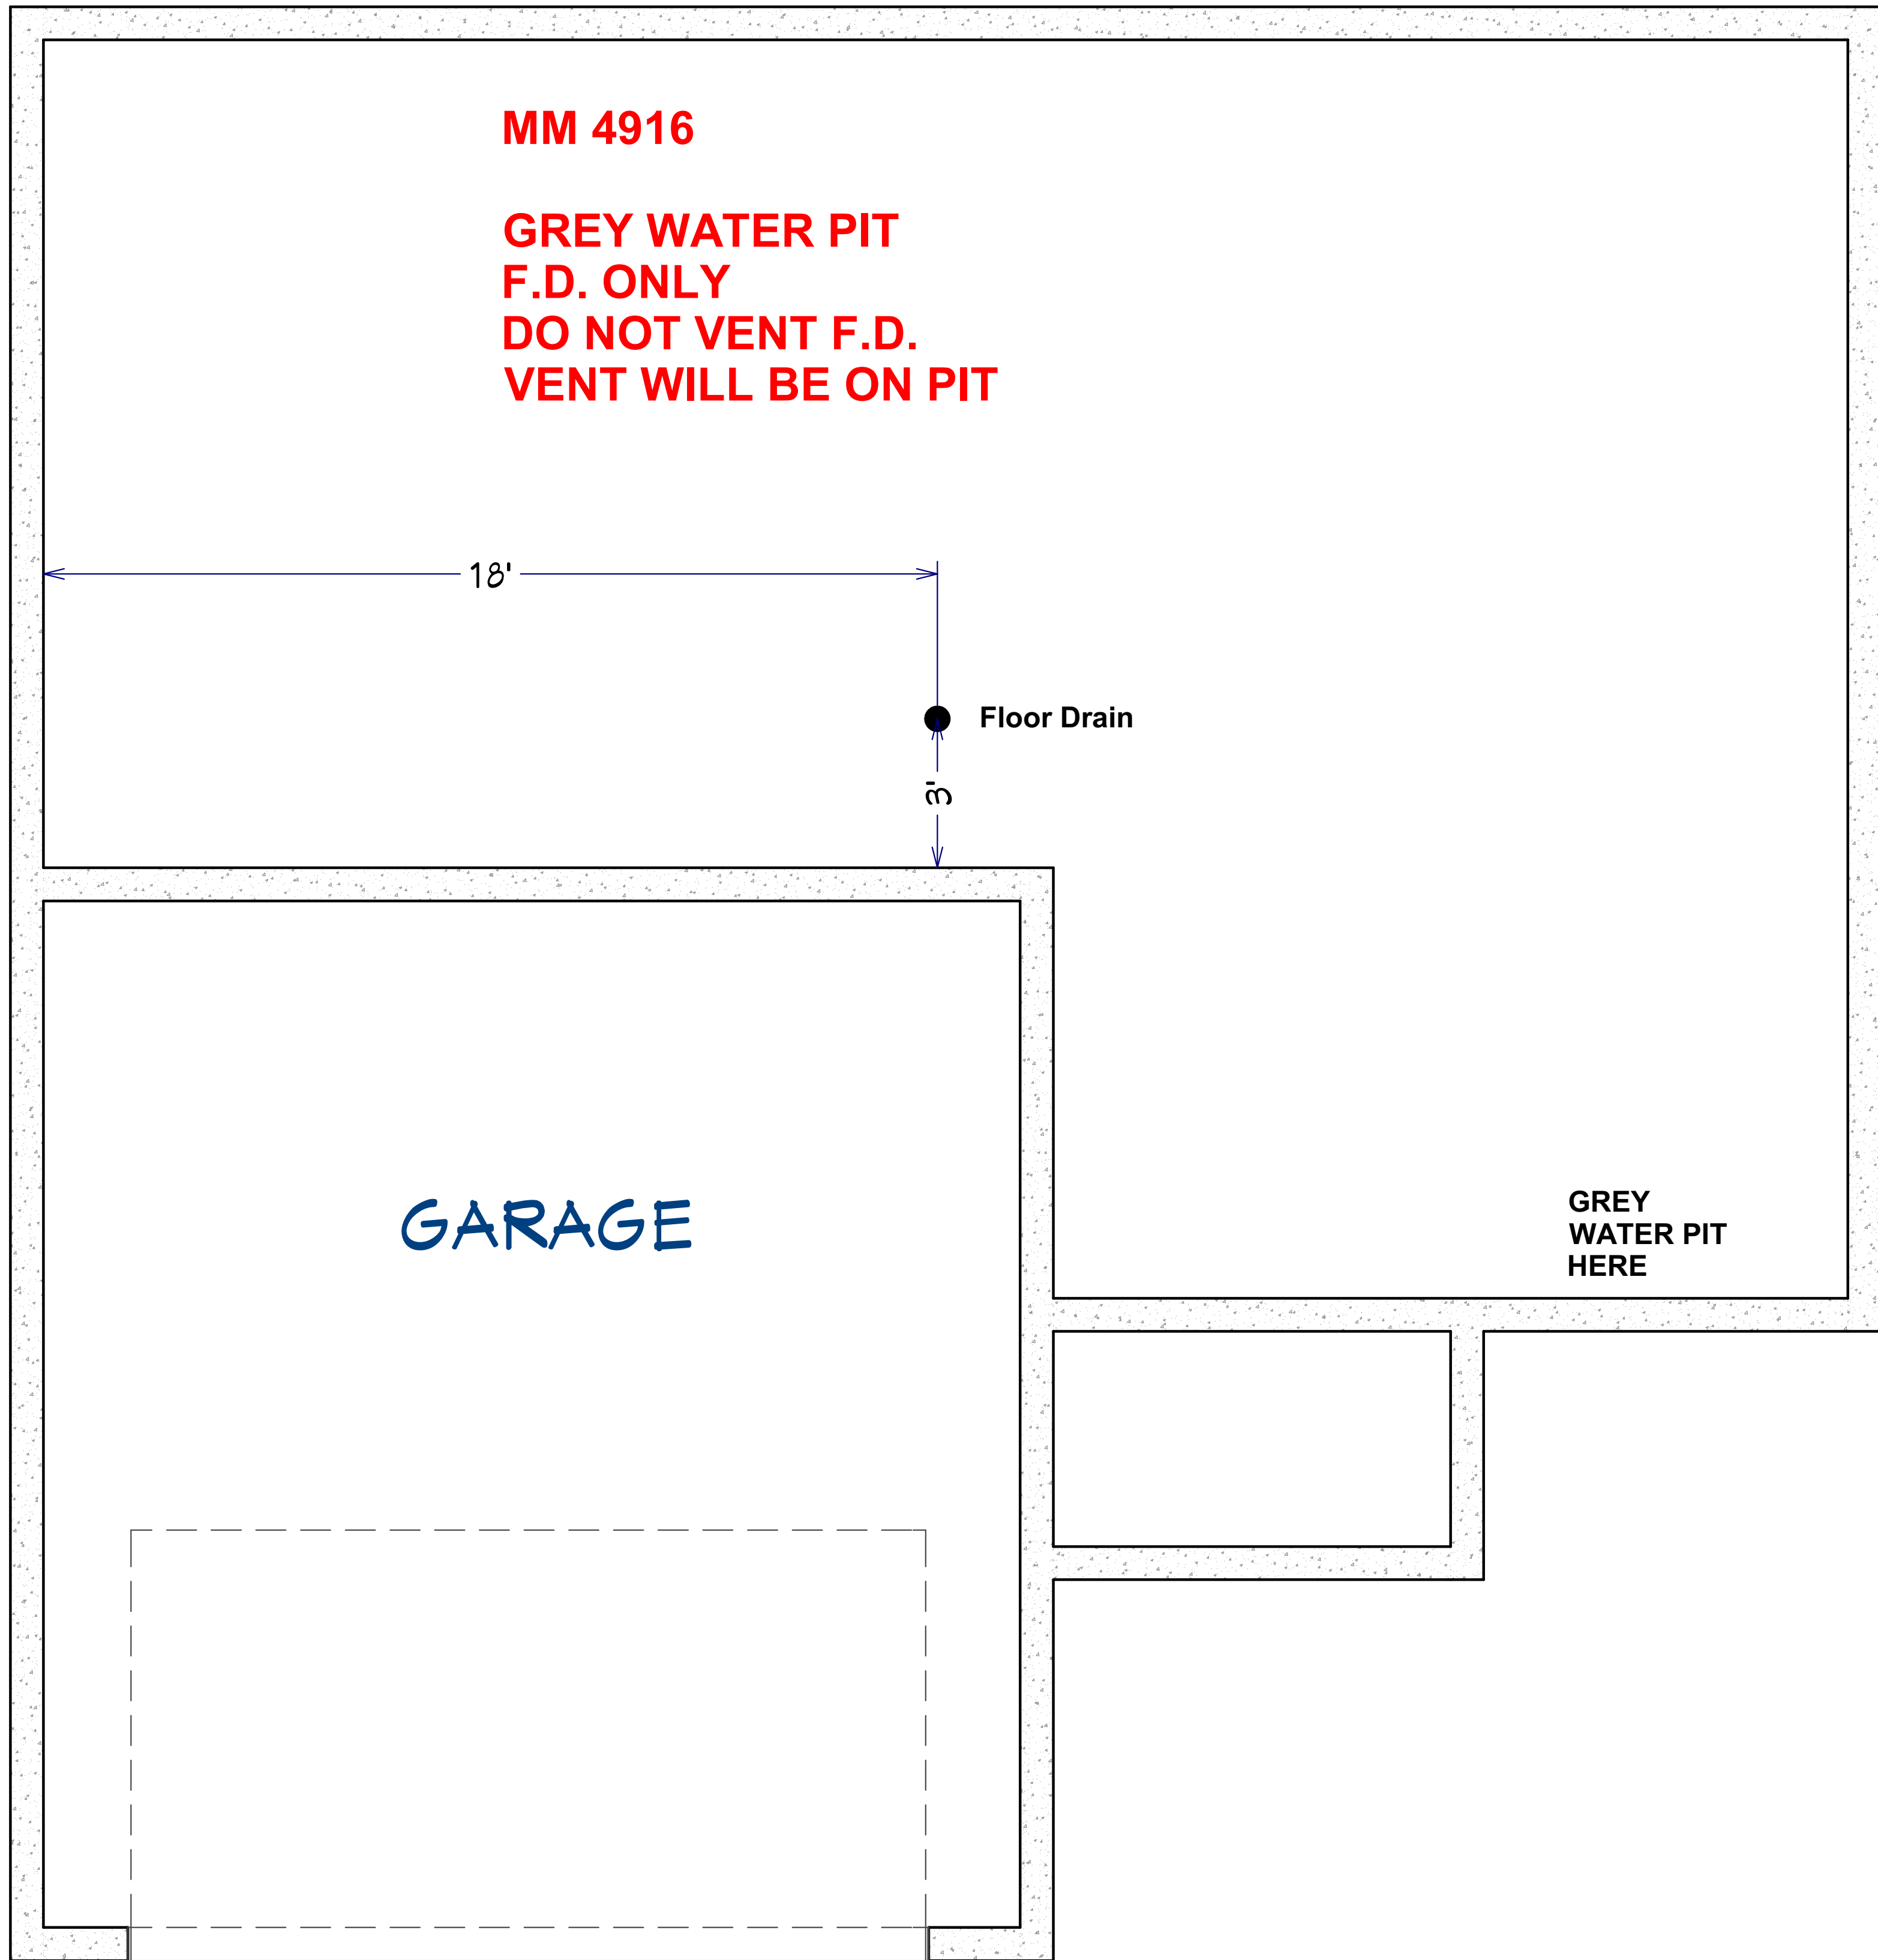 MM 4916
GREY WATER PIT
F.D. ONLY
DO NOT VENT F.D.
VENT WILL BE ON PIT
18'
Floor Drain
3'
GARAGE
GREY
WATER PIT
HERE